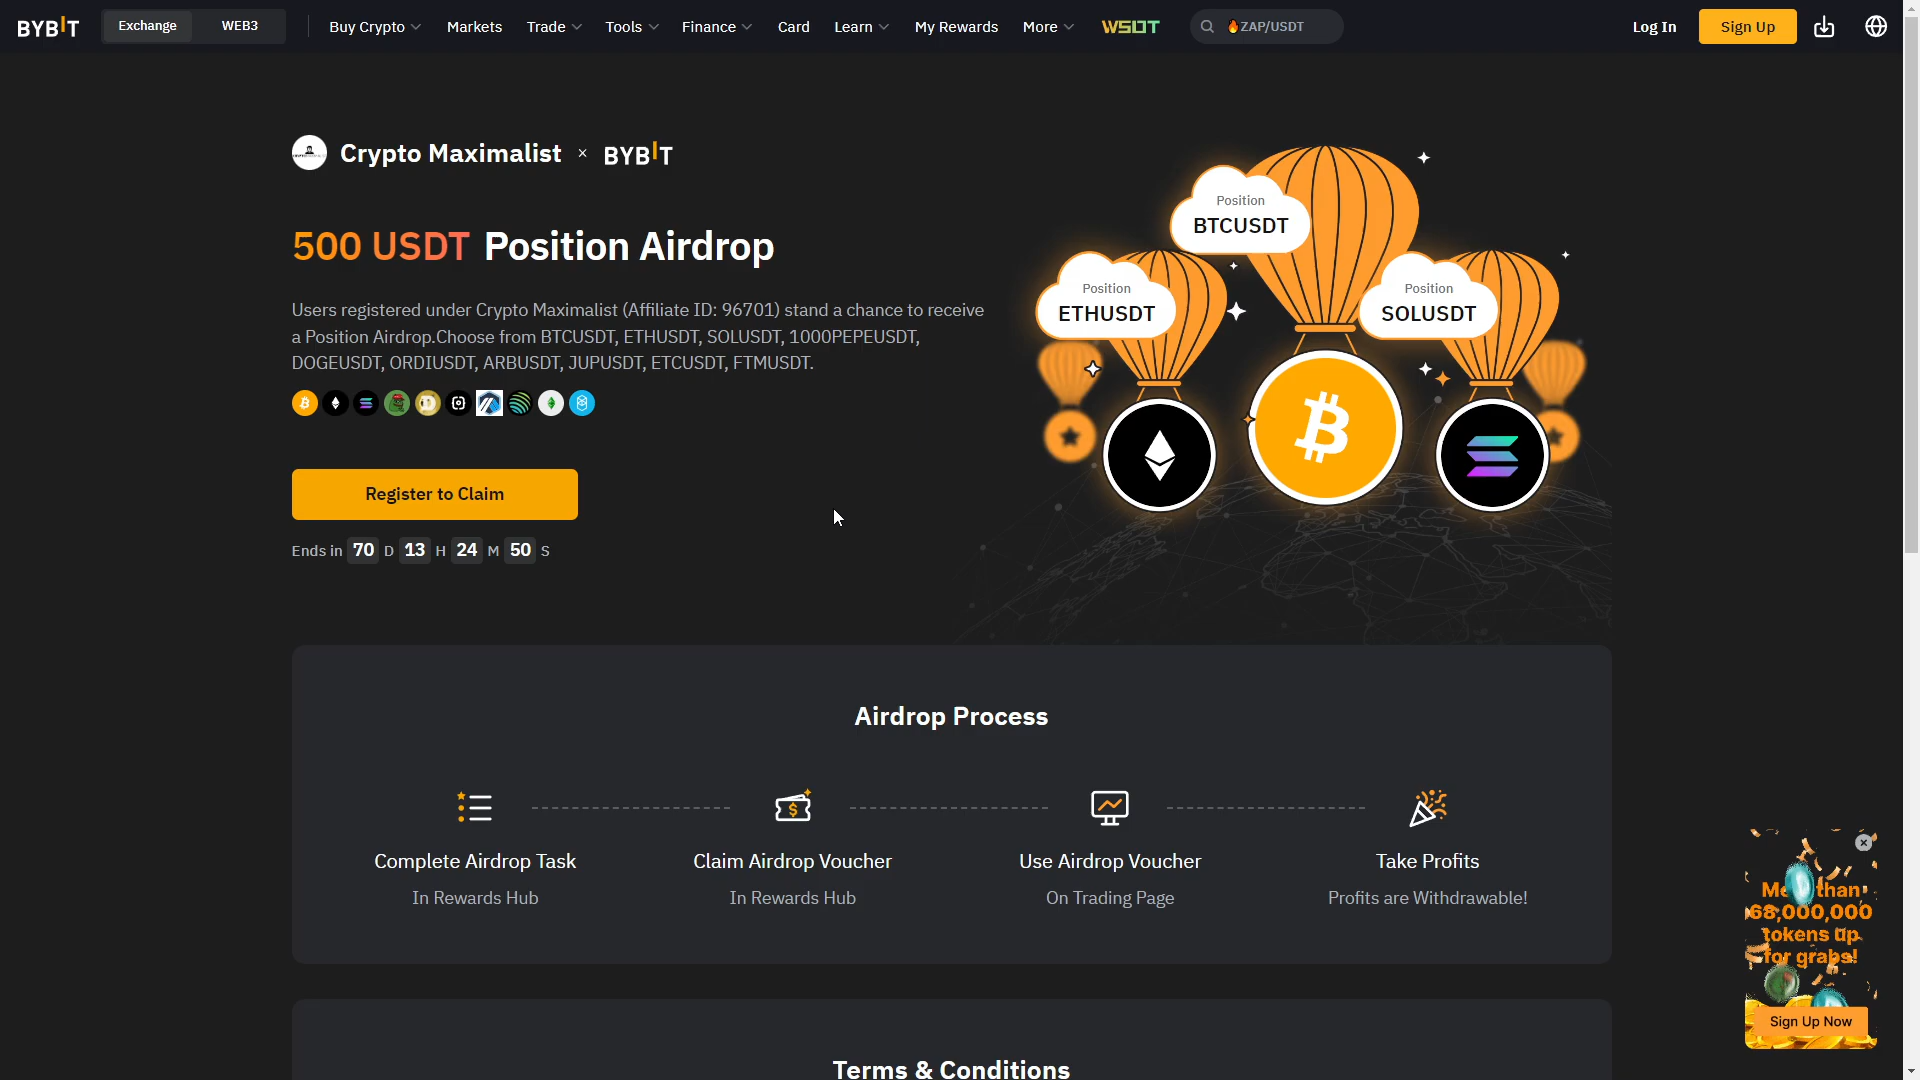 BYBIT
Exchange
WEB3
Buy Crypto
Markets
Trade
Tools
Finance
Card
Learn
My Rewards
More
WSOT
ZAP/USDT
Log In
Sign Up
Crypto Maximalist × BYBIT
500 USDT Position Airdrop
Users registered under Crypto Maximalist (Affiliate ID: 96701) stand a chance to receive
a Position Airdrop.Choose from BTCUSDT, ETHUSDT, SOLUSDT, 1000PEPEUSDT,
DOGEUSDT, ORDIUSDT, ARBUSDT, JUPUSDT, ETCUSDT, FTMUSDT.
Register to Claim
Ends in 70 D 13 H 24 M 50 S
Position
BTCUSDT
Position
ETHUSDT
Position
SOLUSDT
Airdrop Process
Complete Airdrop Task
In Rewards Hub
Claim Airdrop Voucher
In Rewards Hub
Use Airdrop Voucher
On Trading Page
Take Profits
Profits are Withdrawable!
Terms & Conditions
More than
68,000,000
tokens up
for grabs!
Sign Up Now